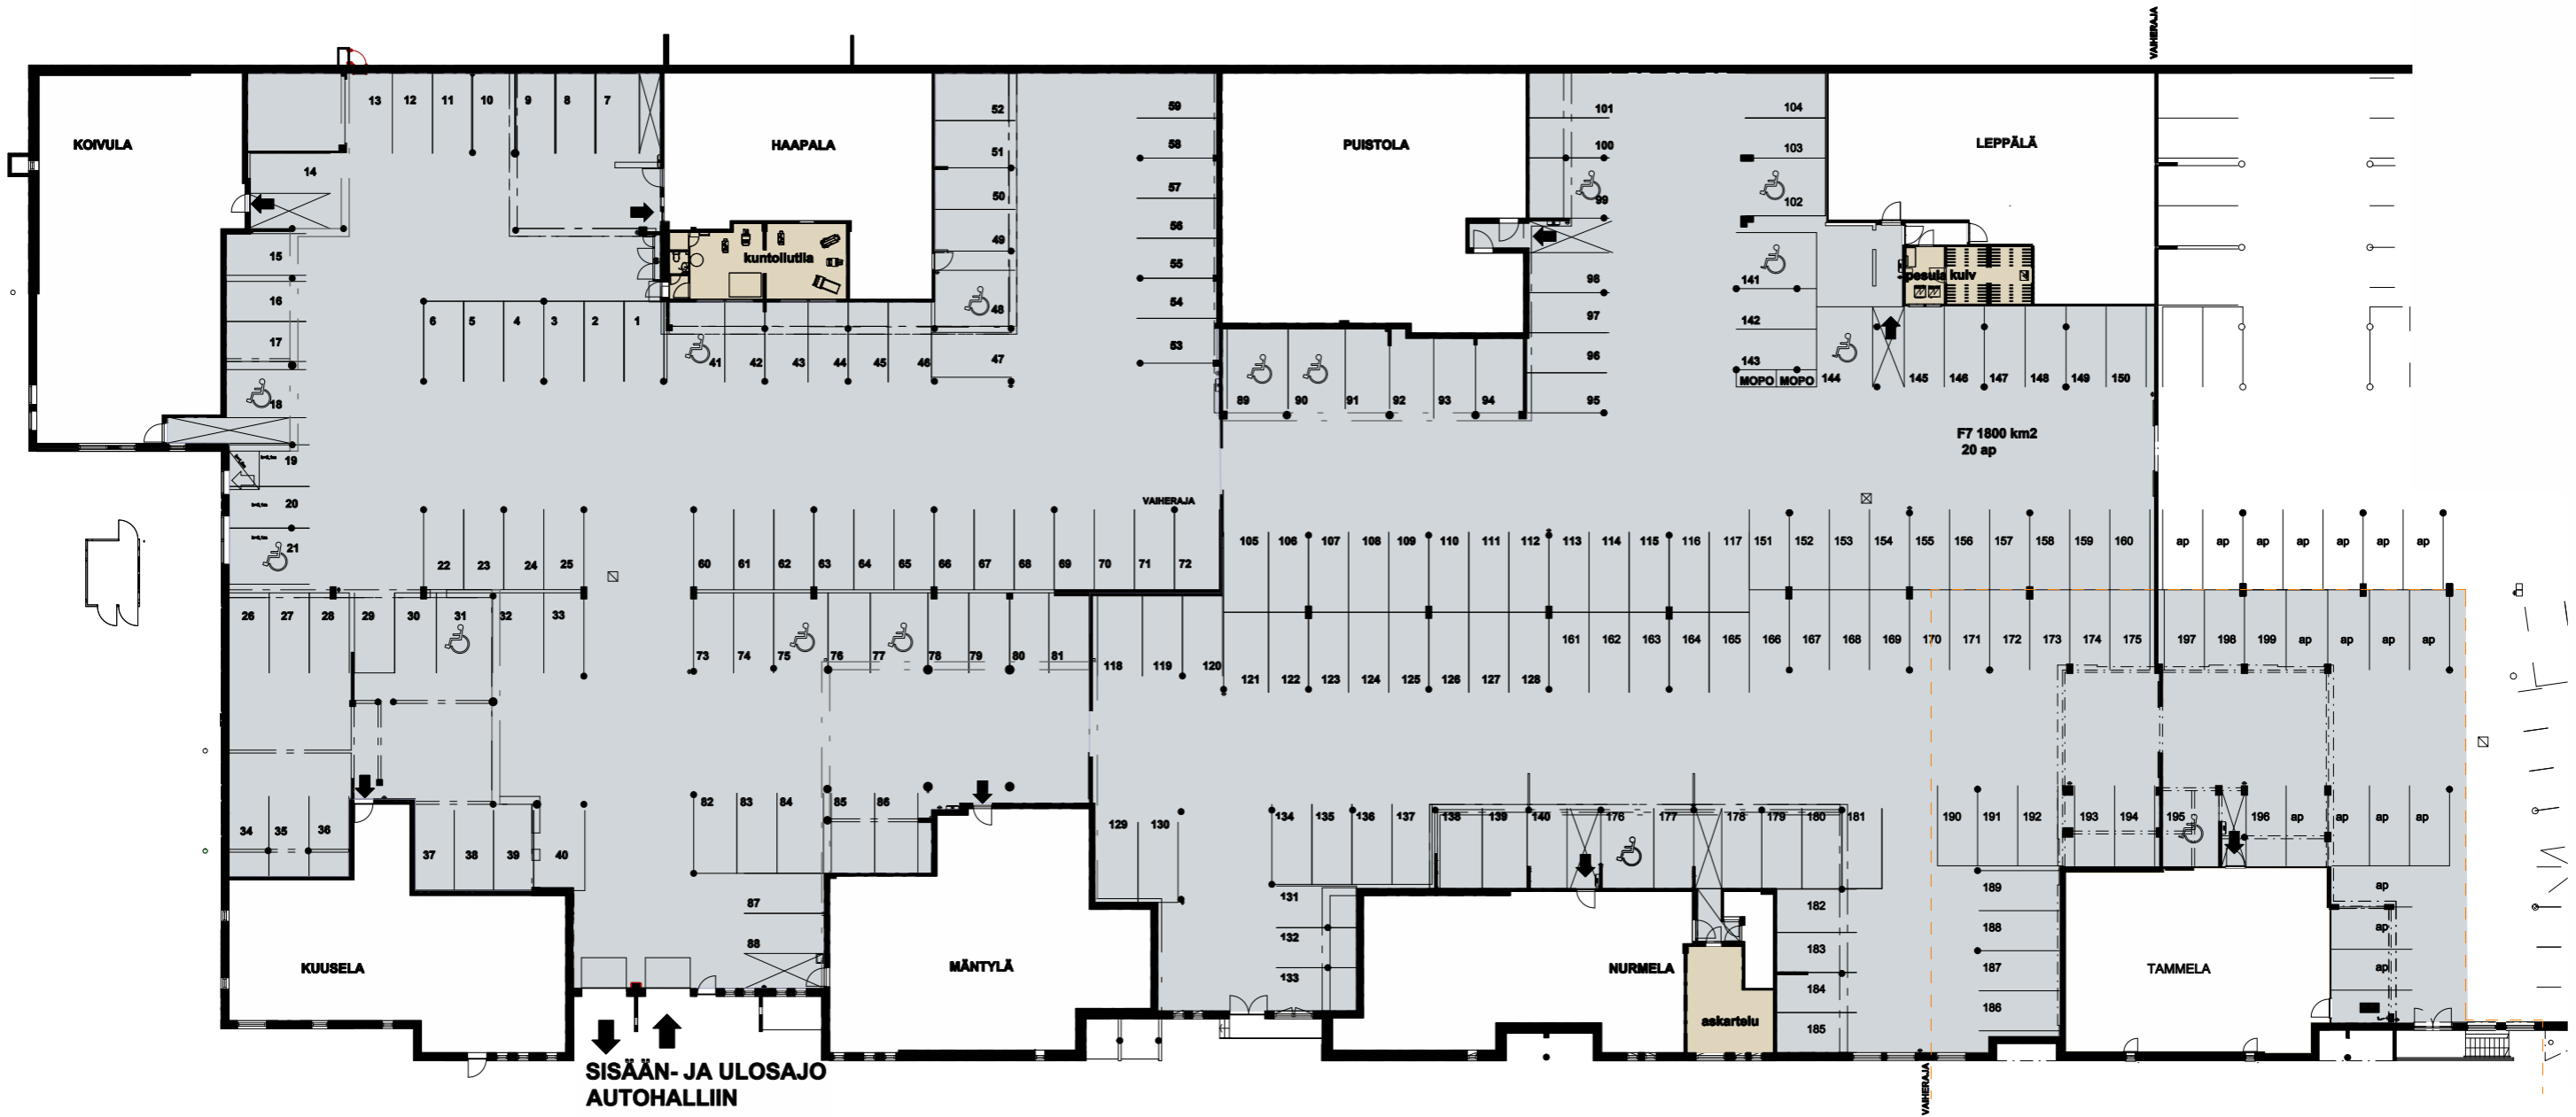 VAIHERAJA
13 12 11 10 9 8 7
52
59
101
104
KOIVULA
HAAPALA
PUISTOLA
LEPPÄLÄ
51
58
100
103
14
50
57
99
102
49
56
15
kuntoilutila
55
98
141
pesula kuiv
16
48
54
97
142
6 5 4 3 2 1
17
41 42 43 44 45 46
47
53
96
143
MOPO MOPO
144 145 146 147 148 149 150
18
89 90 91 92 93 94
95
F7 1800 km2
20 ap
19
20
VAIHERAJA
21
22 23 24 25
60 61 62 63 64 65 66 67 68 69 70 71 72
105 106 107 108 109 110 111 112 113 114 115 116 117 151 152 153 154 155 156 157 158 159 160
ap ap ap ap ap ap ap
26 27 28 29 30 31 32 33
73 74 75 76 77 78 79 80 81
118 119 120
121 122 123 124 125 126 127 128
161 162 163 164 165 166 167 168 169 170 171 172 173 174 175
197 198 199 ap ap ap ap
34 35 36
37 38 39 40
82 83 84 85 86
129 130
134 135 136 137 138 139 140 176 177 178 179 180 181
190 191 192 193 194 195 196 ap ap ap ap
87
131
182
189
ap
88
132
183
188
ap
KUUSELA
MÄNTYLÄ
133
NURMELA
184
187
TAMMELA
ap
askartelu
185
186
SISÄÄN- JA ULOSAJO
AUTOHALLIIN
VAIHERAJA